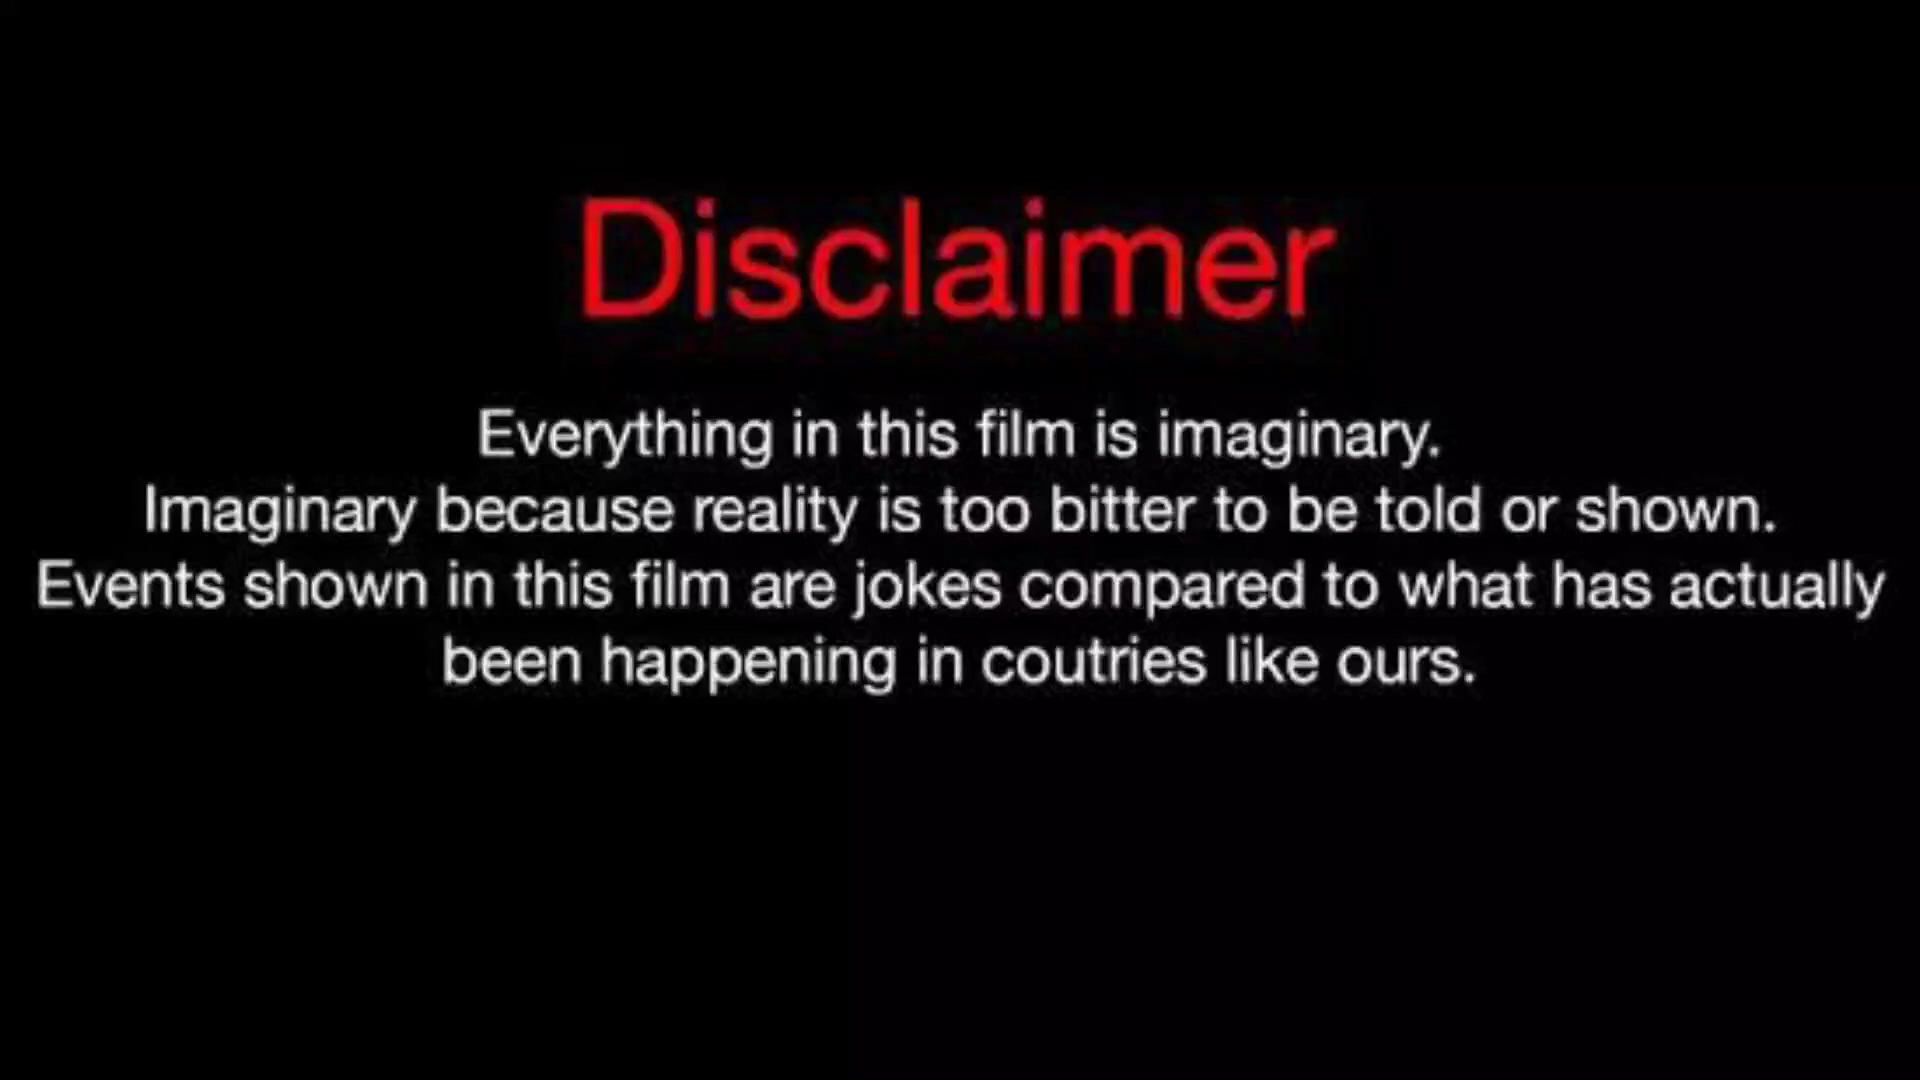 Disclaimer
Everything in this film is imaginary.
Imaginary because reality is too bitter to be told or shown.
Events shown in this film are jokes compared to what has actually
been happening in coutries like ours.